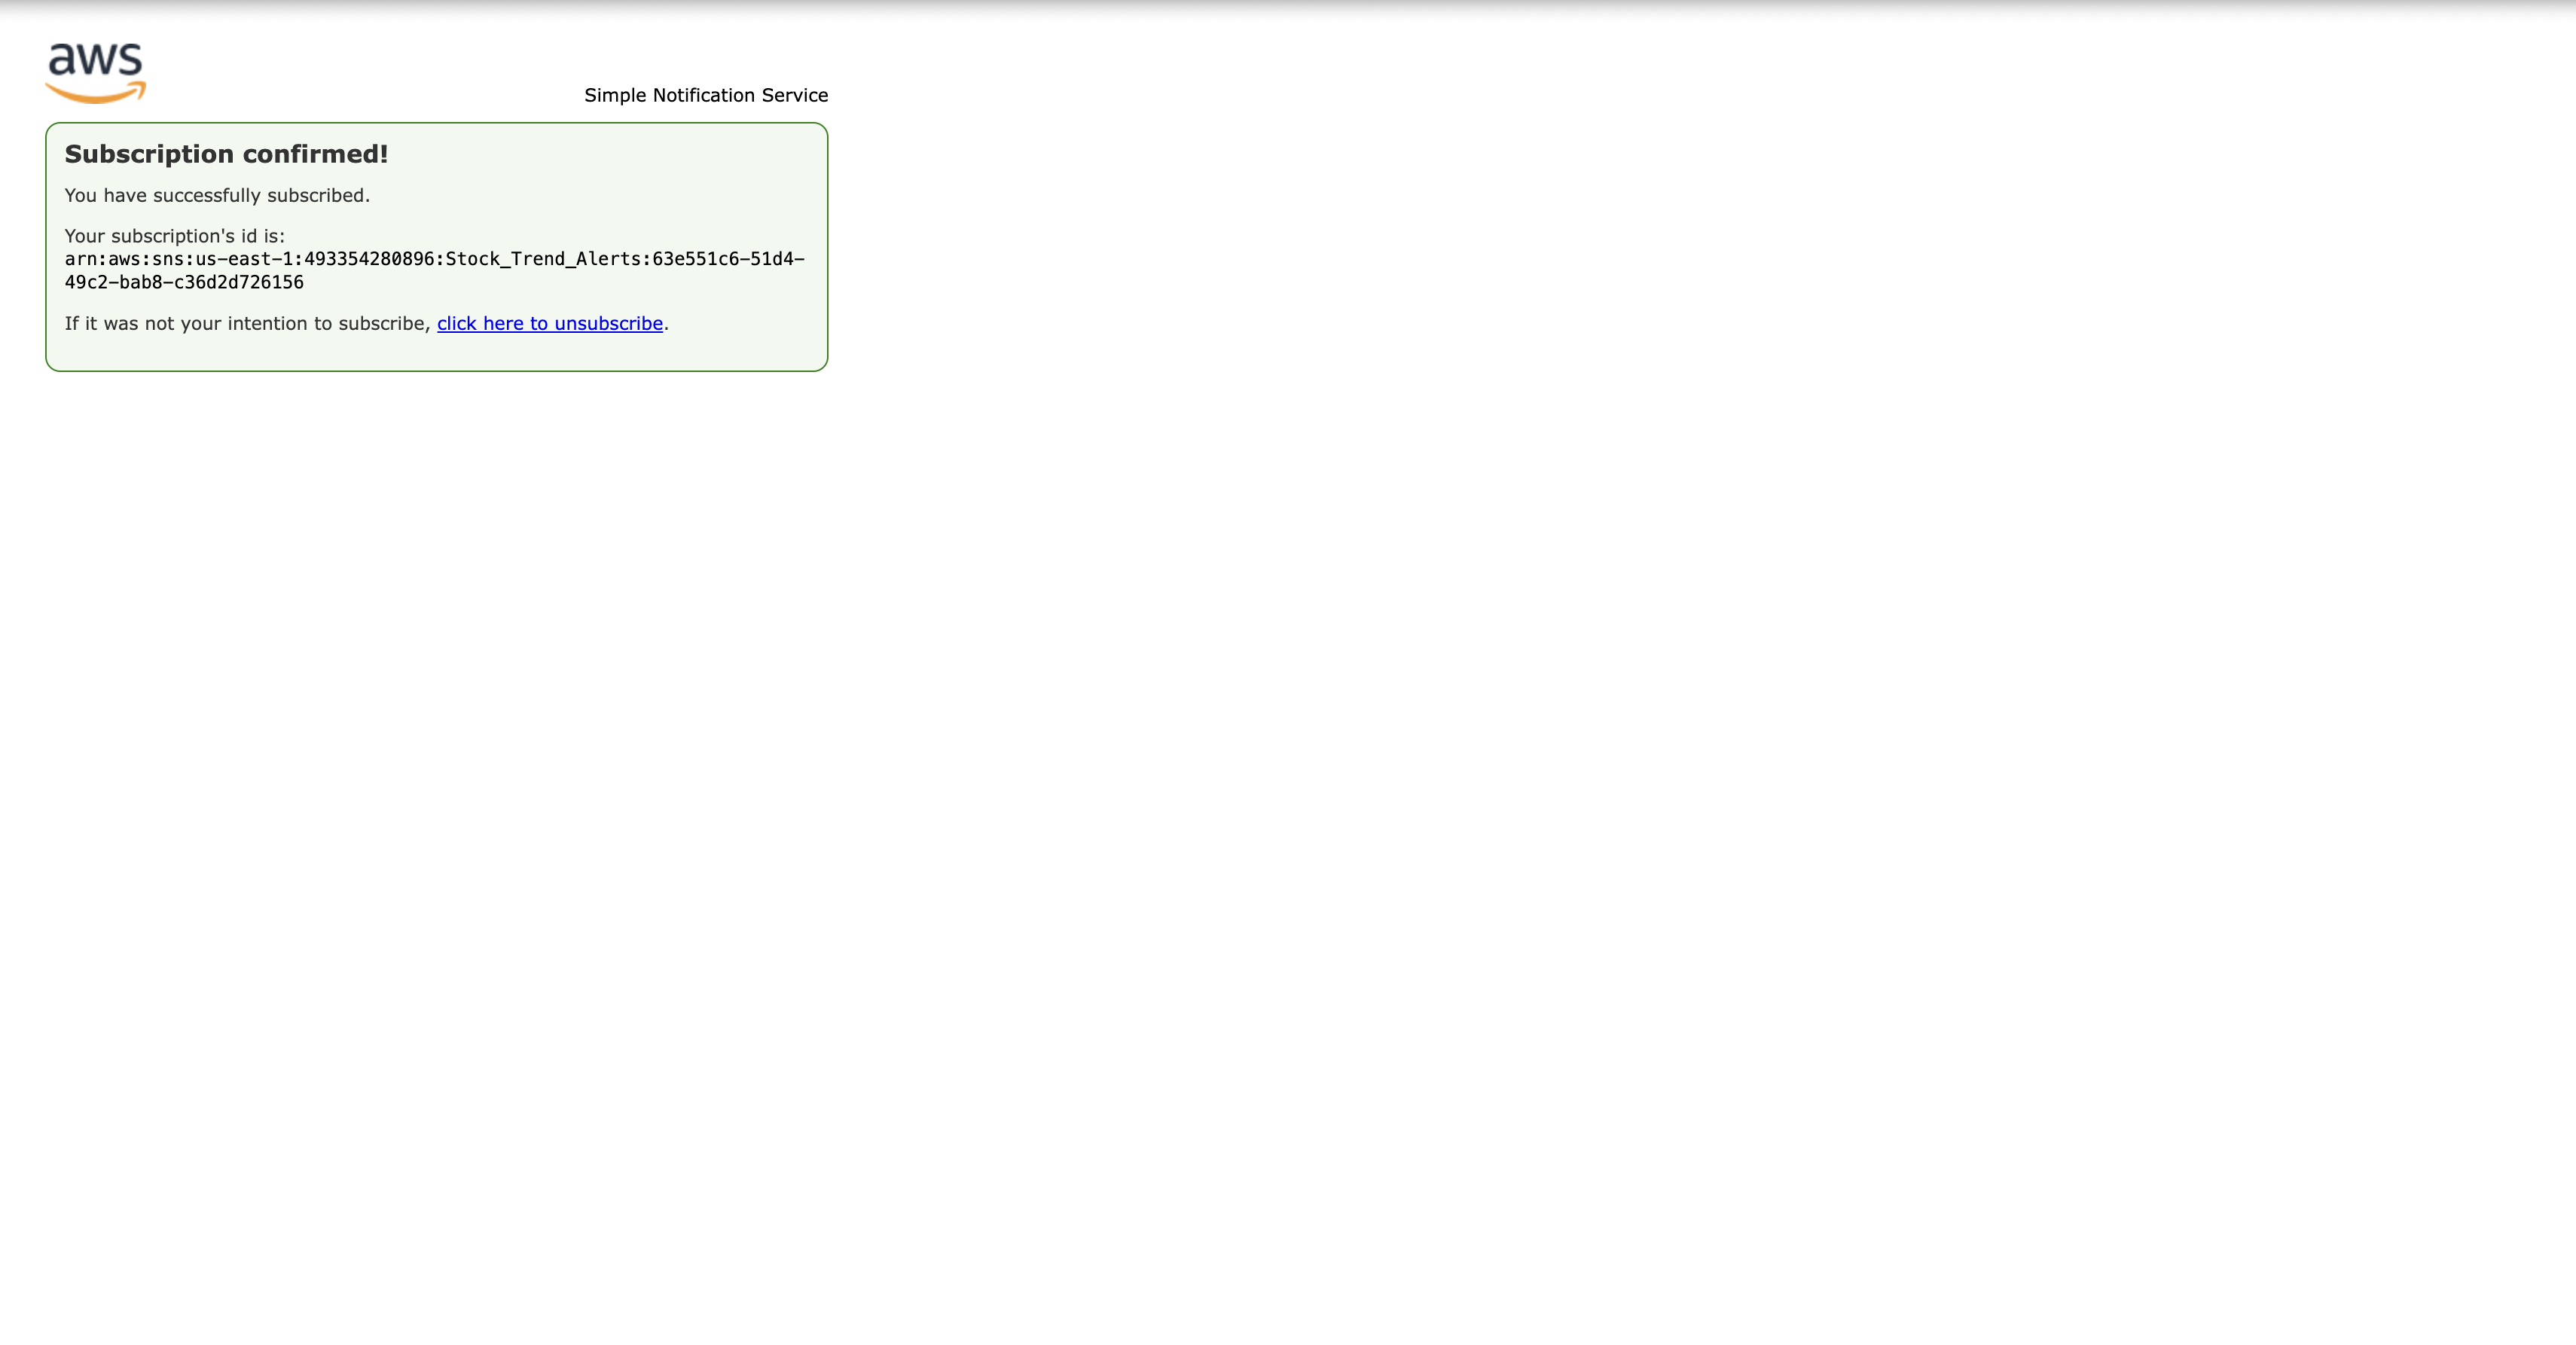 aws
Simple Notification Service
Subscription confirmed!
You have successfully subscribed.
Your subscription's id is:
arn:aws:sns:us-east-1:493354280896:Stock_Trend_Alerts:63e551c6-51d4-
49c2-bab8-c36d2d726156
If it was not your intention to subscribe, click here to unsubscribe.